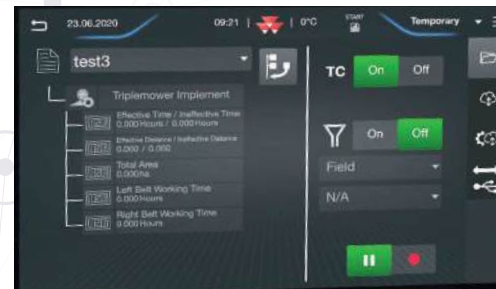 23.06.2020 09:21 0°C START Temporary
test3
Triplemower Implement
Effective Time / Ineffective Time
0.000 Hours / 0.000 Hours
Effective Distance / Ineffective Distance
0.000 / 0.000
Total Area
0.000 ha
Left Belt Working Time
0.000 Hours
Right Belt Working Time
0.000 Hours
TC On Off
On Off
Field
N/A